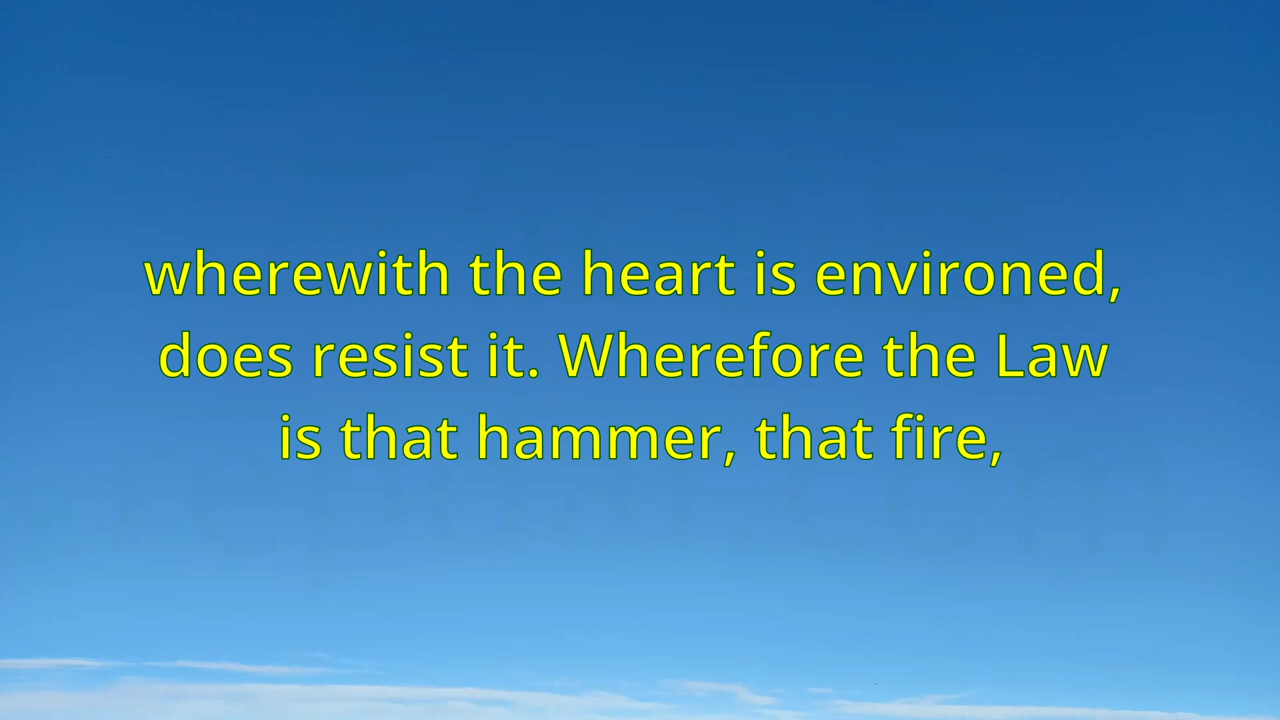 wherewith the heart is environed,
does resist it. Wherefore the Law
is that hammer, that fire,